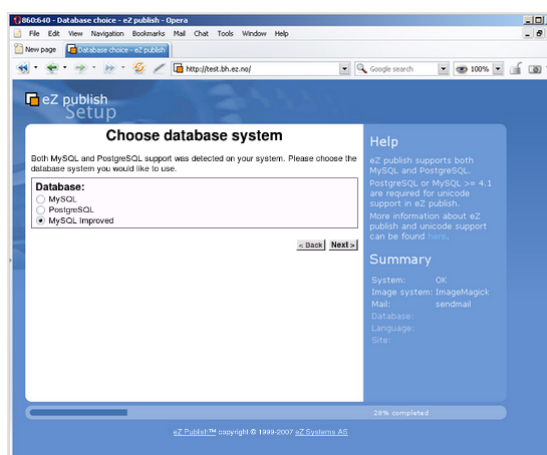 860x640 - Database choice - eZ publish - Opera
File Edit View Navigation Bookmarks Mail Chat Tools Window Help
New page Database choice - eZ publish
http://test.bh.ez.no/ Google search 100%
eZ publish
Setup
Choose database system
Both MySQL and PostgreSQL support was detected on your system. Please choose the
database system you would like to use.
Database:
MySQL
PostgreSQL
MySQL Improved
< Back Next >
Help
eZ publish supports both
MySQL and PostgreSQL.
PostgreSQL or MySQL >= 4.1
are required for unicode
support in eZ publish.
More information about eZ
publish and unicode support
can be found here.
Summary
System: OK
Image system: ImageMagick
Mail: sendmail
Database:
Language:
Site:
28% completed
eZ Publish™ copyright © 1999-2007 eZ Systems AS